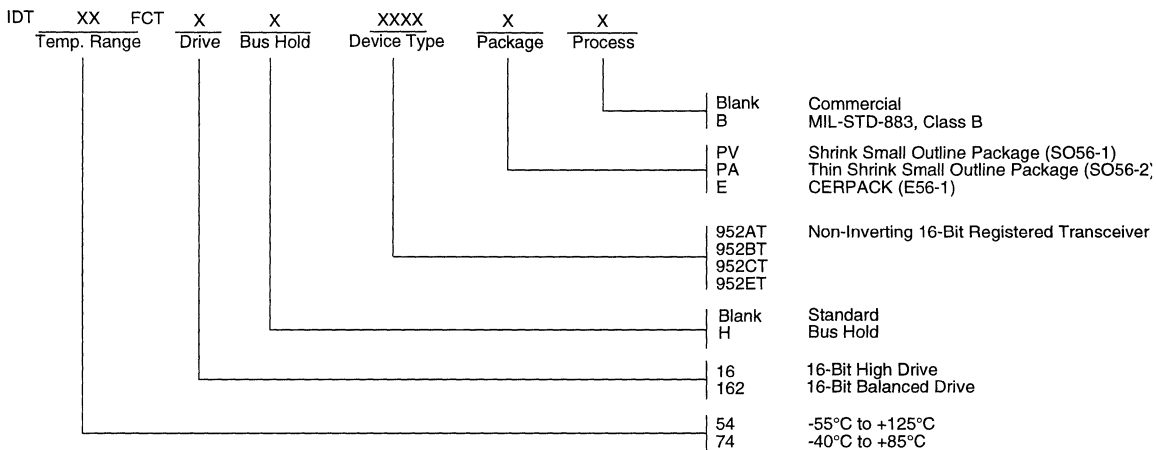 IDT XX FCT X X XXXX X X
Temp. Range Drive Bus Hold Device Type Package Process
Blank Commercial
B MIL-STD-883, Class B
PV Shrink Small Outline Package (SO56-1)
PA Thin Shrink Small Outline Package (SO56-2)
E CERPACK (E56-1)
952AT Non-Inverting 16-Bit Registered Transceiver
952BT
952CT
952ET
Blank Standard
H Bus Hold
16 16-Bit High Drive
162 16-Bit Balanced Drive
54 -55°C to +125°C
74 -40°C to +85°C